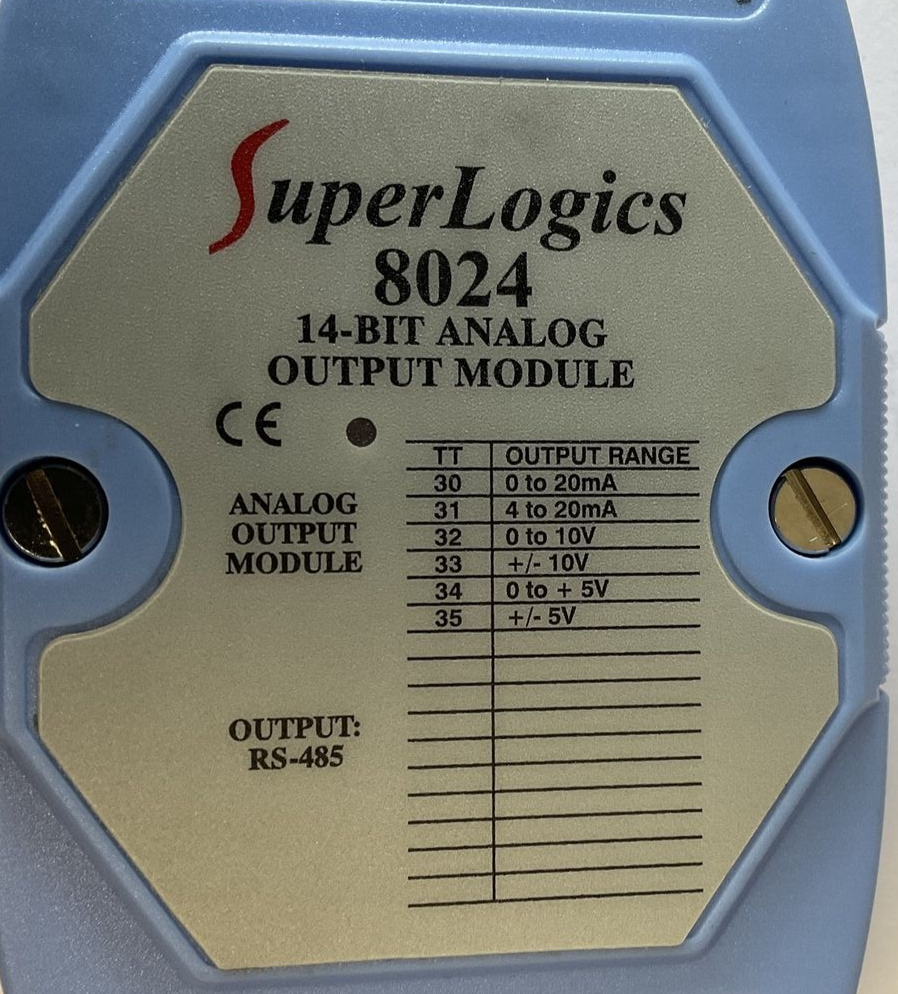 SuperLogics
8024
14-BIT ANALOG
OUTPUT MODULE
CE
ANALOG
OUTPUT
MODULE
TT OUTPUT RANGE
30 0 to 20mA
31 4 to 20mA
32 0 to 10V
33 +/- 10V
34 0 to + 5V
35 +/- 5V
OUTPUT:
RS-485